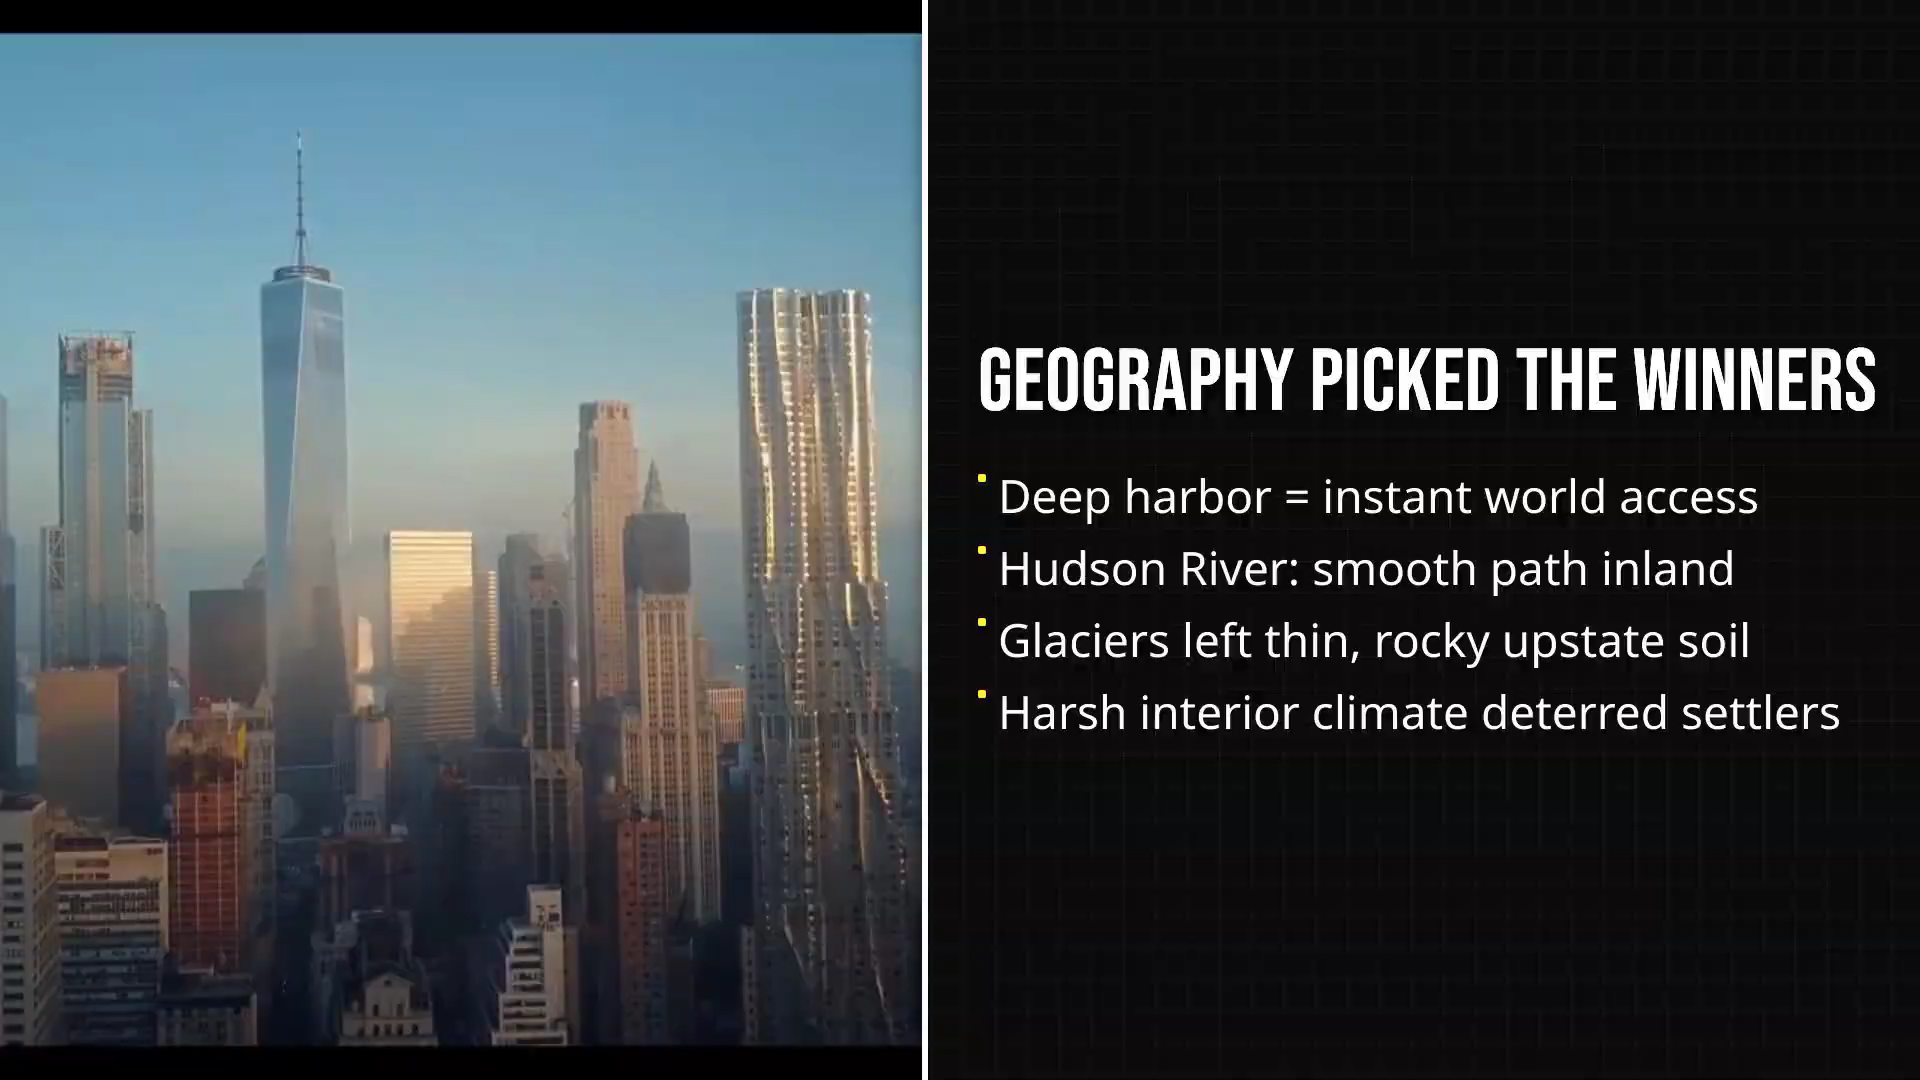 GEOGRAPHY PICKED THE WINNERS
Deep harbor = instant world access
Hudson River: smooth path inland
Glaciers left thin, rocky upstate soil
Harsh interior climate deterred settlers